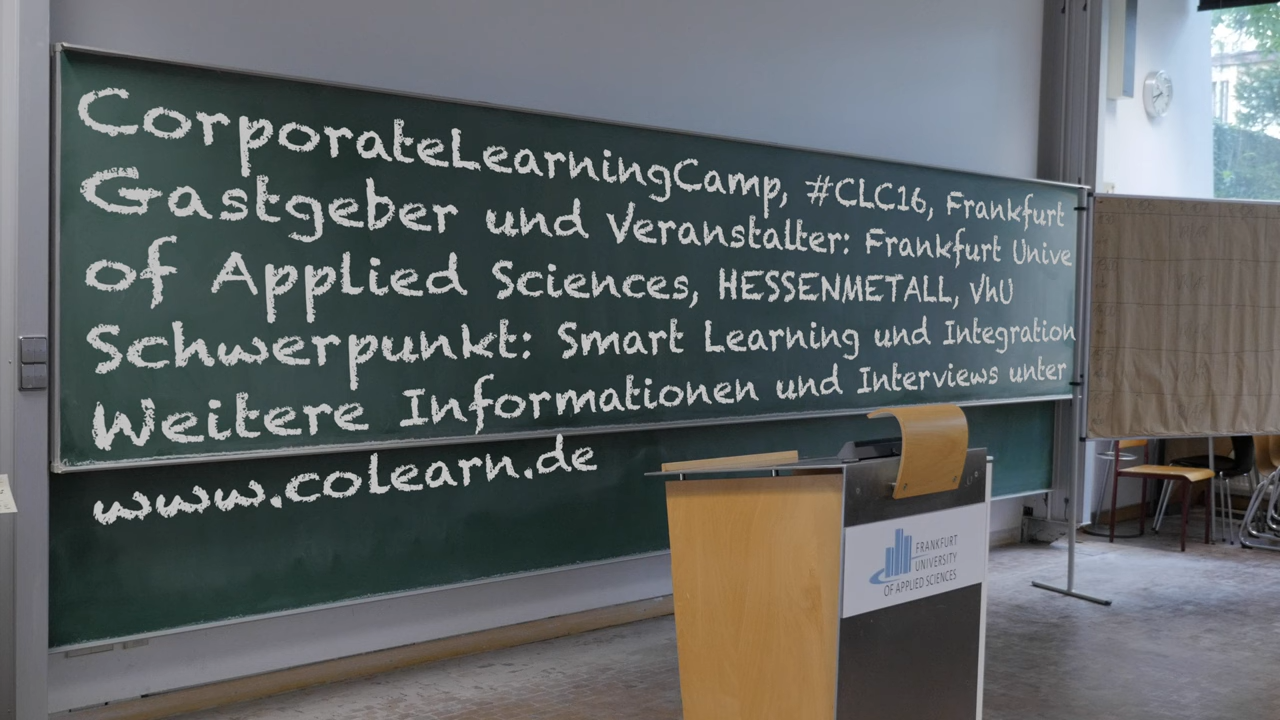 CorporateLearningCamp, #CLC16, Frankfurt
Gastgeber und Veranstalter: Frankfurt Unive
of Applied Sciences, HESSENMETALL, VhU
Schwerpunkt: Smart Learning und Integration
Weitere Informationen und Interviews unter
www.colearn.de
FRANKFURT
UNIVERSITY
OF APPLIED SCIENCES